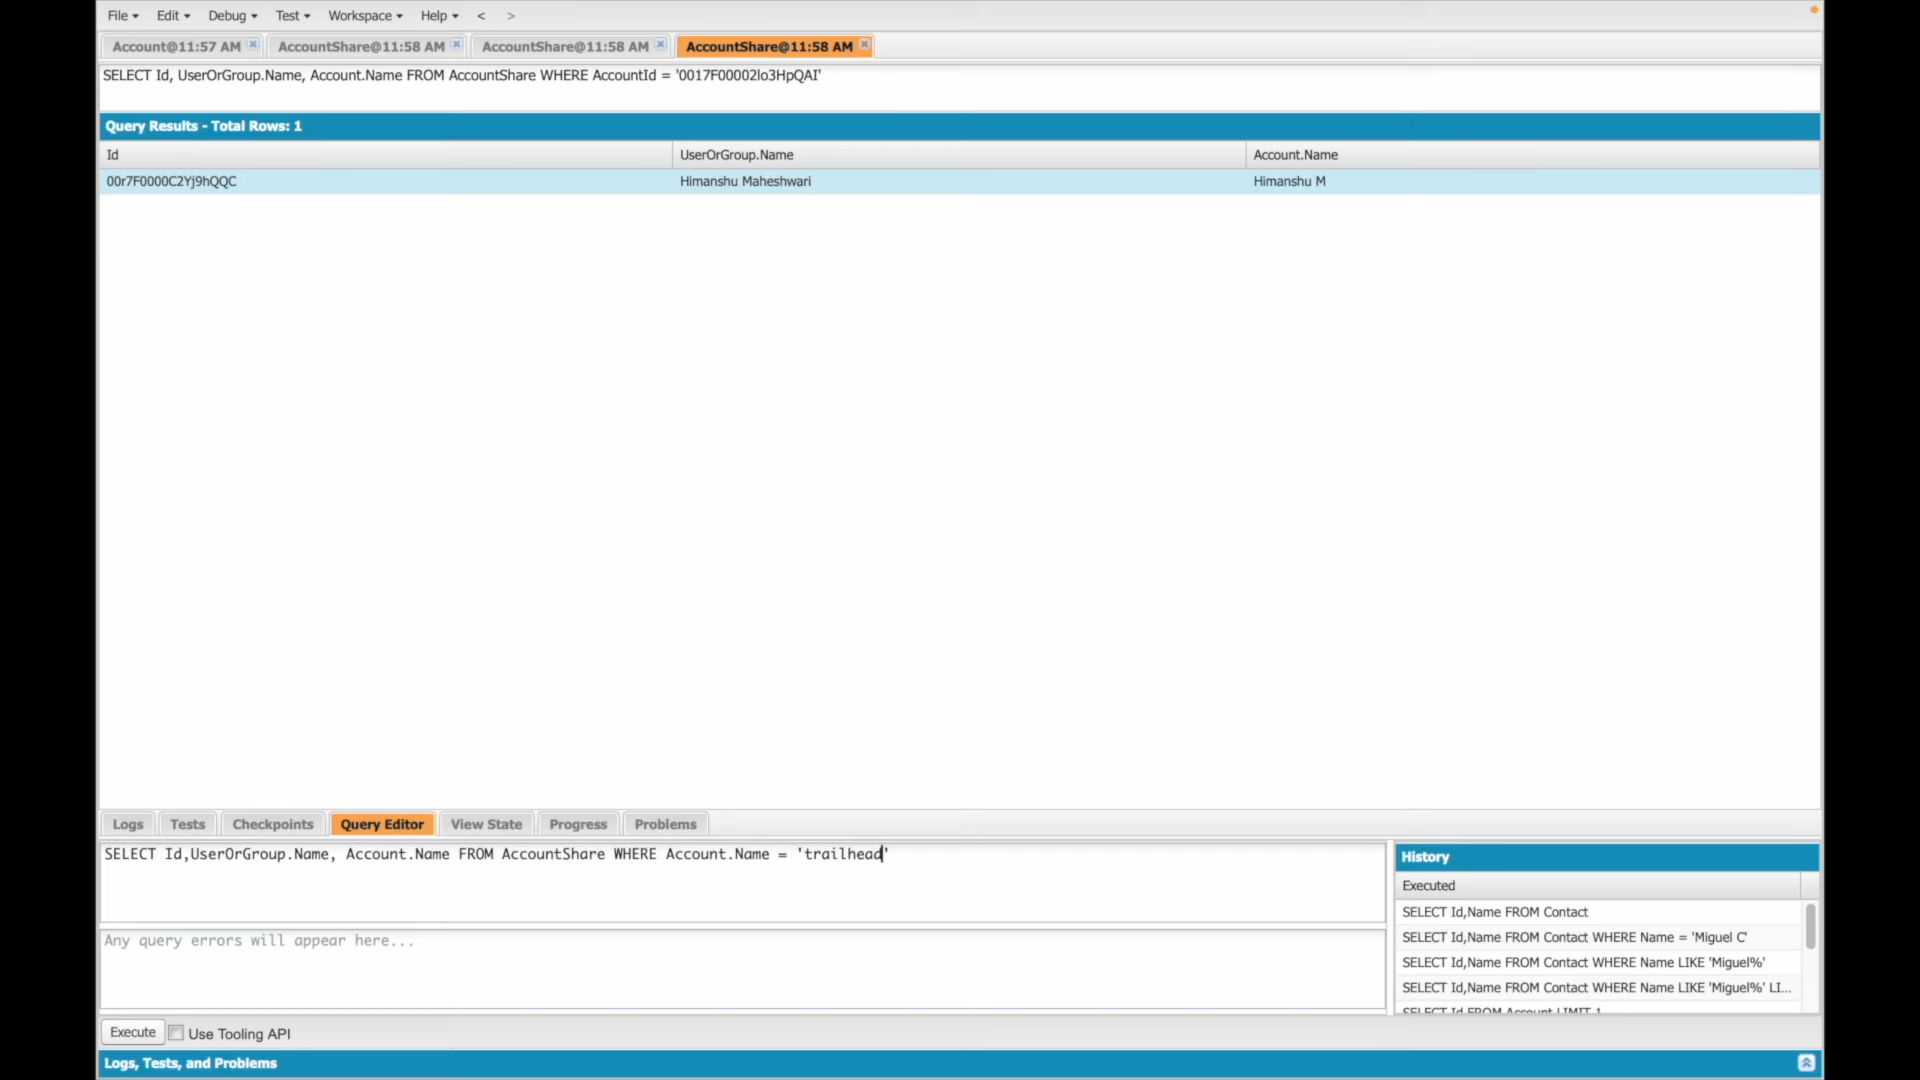 File Edit Debug Test Workspace Help < >
Account@11:57 AM AccountShare@11:58 AM AccountShare@11:58 AM AccountShare@11:58 AM
SELECT Id, UserOrGroup.Name, Account.Name FROM AccountShare WHERE AccountId = '0017F00002lo3HpQAI'
Query Results - Total Rows: 1
Id UserOrGroup.Name Account.Name
00r7F0000C2Yj9hQQC Himanshu Maheshwari Himanshu M
Logs Tests Checkpoints Query Editor View State Progress Problems
SELECT Id,UserOrGroup.Name, Account.Name FROM AccountShare WHERE Account.Name = 'trailhead'
Any query errors will appear here...
History
Executed
SELECT Id,Name FROM Contact
SELECT Id,Name FROM Contact WHERE Name = 'Miguel C'
SELECT Id,Name FROM Contact WHERE Name LIKE 'Miguel%'
SELECT Id,Name FROM Contact WHERE Name LIKE 'Miguel%' LI...
SELECT Id FROM Account LIMIT 1
Execute Use Tooling API
Logs, Tests, and Problems